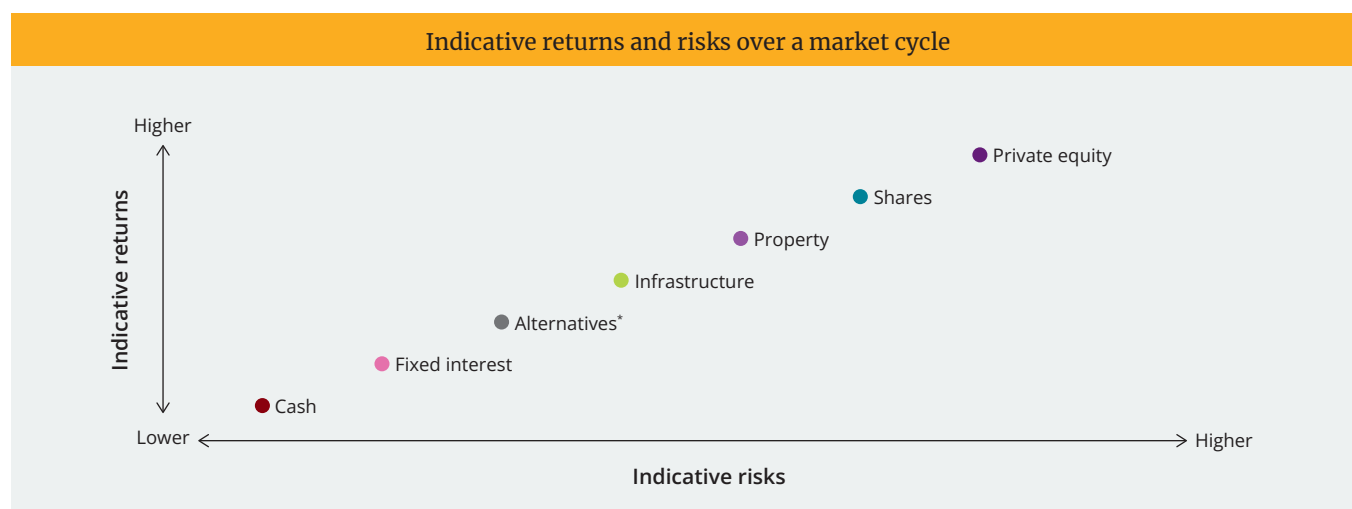 Indicative returns and risks over a market cycle
Higher
Private equity
Shares
Property
Infrastructure
Alternatives*
Fixed interest
Cash
Indicative returns
Lower
Higher
Indicative risks